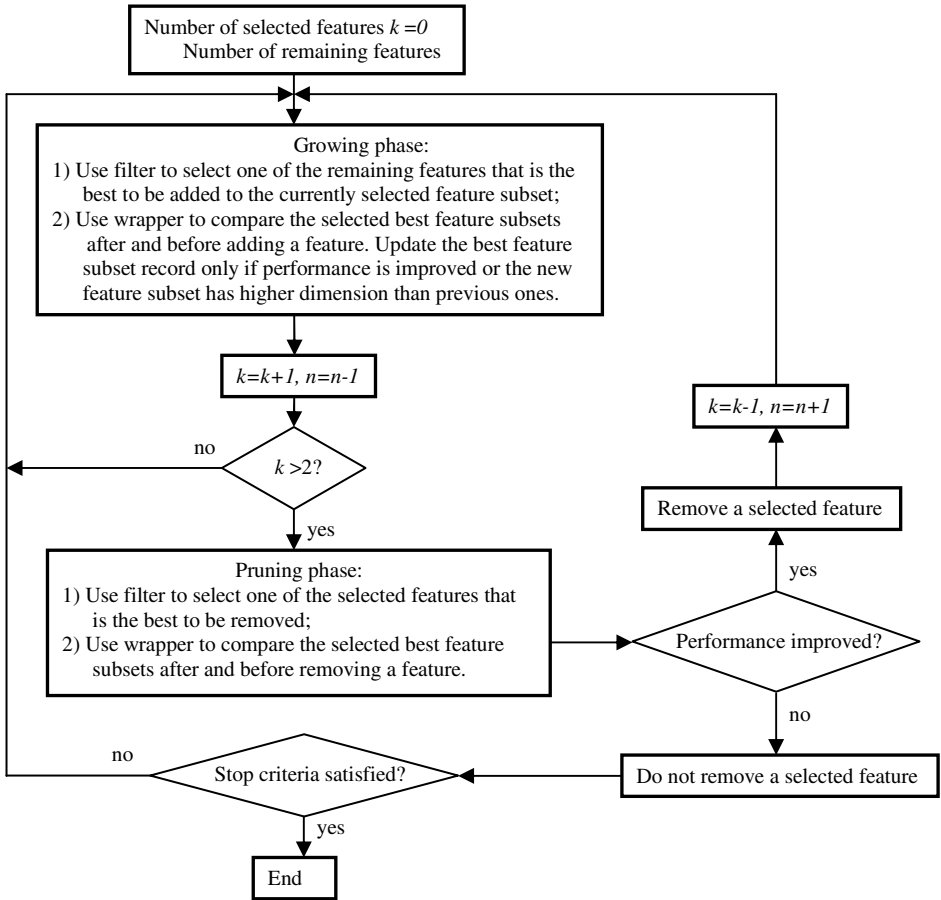 Number of selected features k =0
Number of remaining features
Growing phase:
1) Use filter to select one of the remaining features that is the
best to be added to the currently selected feature subset;
2) Use wrapper to compare the selected best feature subsets
after and before adding a feature. Update the best feature
subset record only if performance is improved or the new
feature subset has higher dimension than previous ones.
k=k+1, n=n-1
k >2?
no
yes
Pruning phase:
1) Use filter to select one of the selected features that
is the best to be removed;
2) Use wrapper to compare the selected best feature
subsets after and before removing a feature.
Performance improved?
yes
Remove a selected feature
k=k-1, n=n+1
no
Do not remove a selected feature
Stop criteria satisfied?
no
yes
End